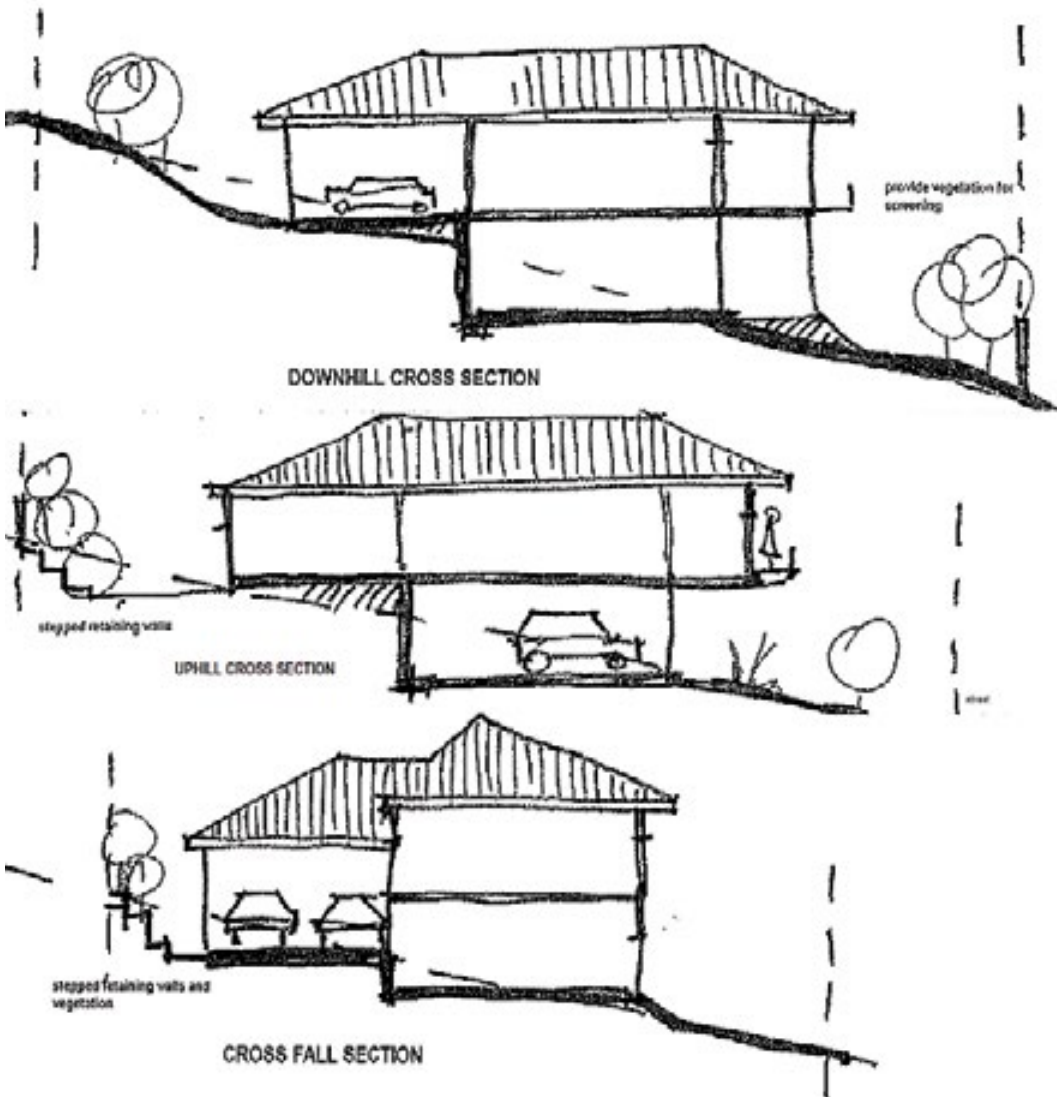 provide vegetation for
screening
DOWNHILL CROSS SECTION
stepped retaining walls
UPHILL CROSS SECTION
street
stepped retaining walls and
vegetation
CROSS FALL SECTION